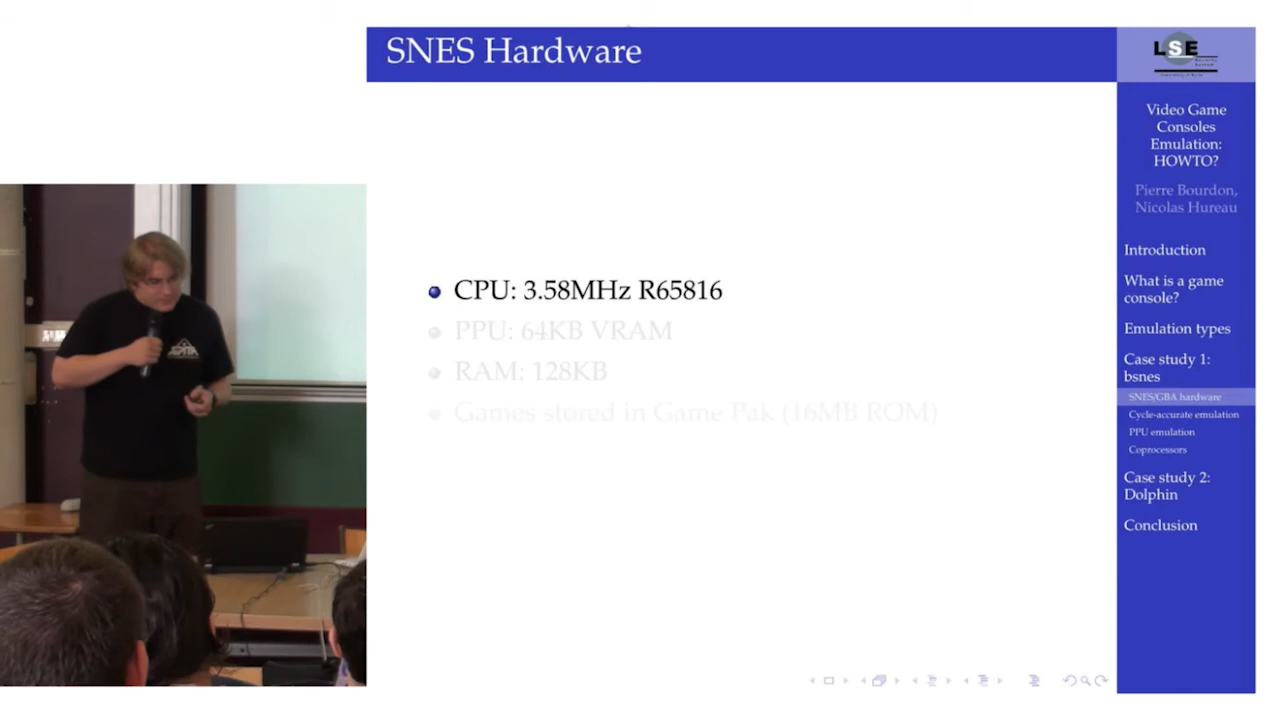 SNES Hardware
LSE
Video Game
Consoles
Emulation:
HOWTO?
Pierre Bourdon,
Nicolas Hureau
Introduction
What is a game
console?
Emulation types
Case study 1:
bsnes
SNES/GBA hardware
Cycle-accurate emulation
PPU emulation
Coprocessors
Case study 2:
Dolphin
Conclusion
CPU: 3.58MHz R65816
PPU: 64KB VRAM
RAM: 128KB
Games stored in Game Pak (16MB ROM)